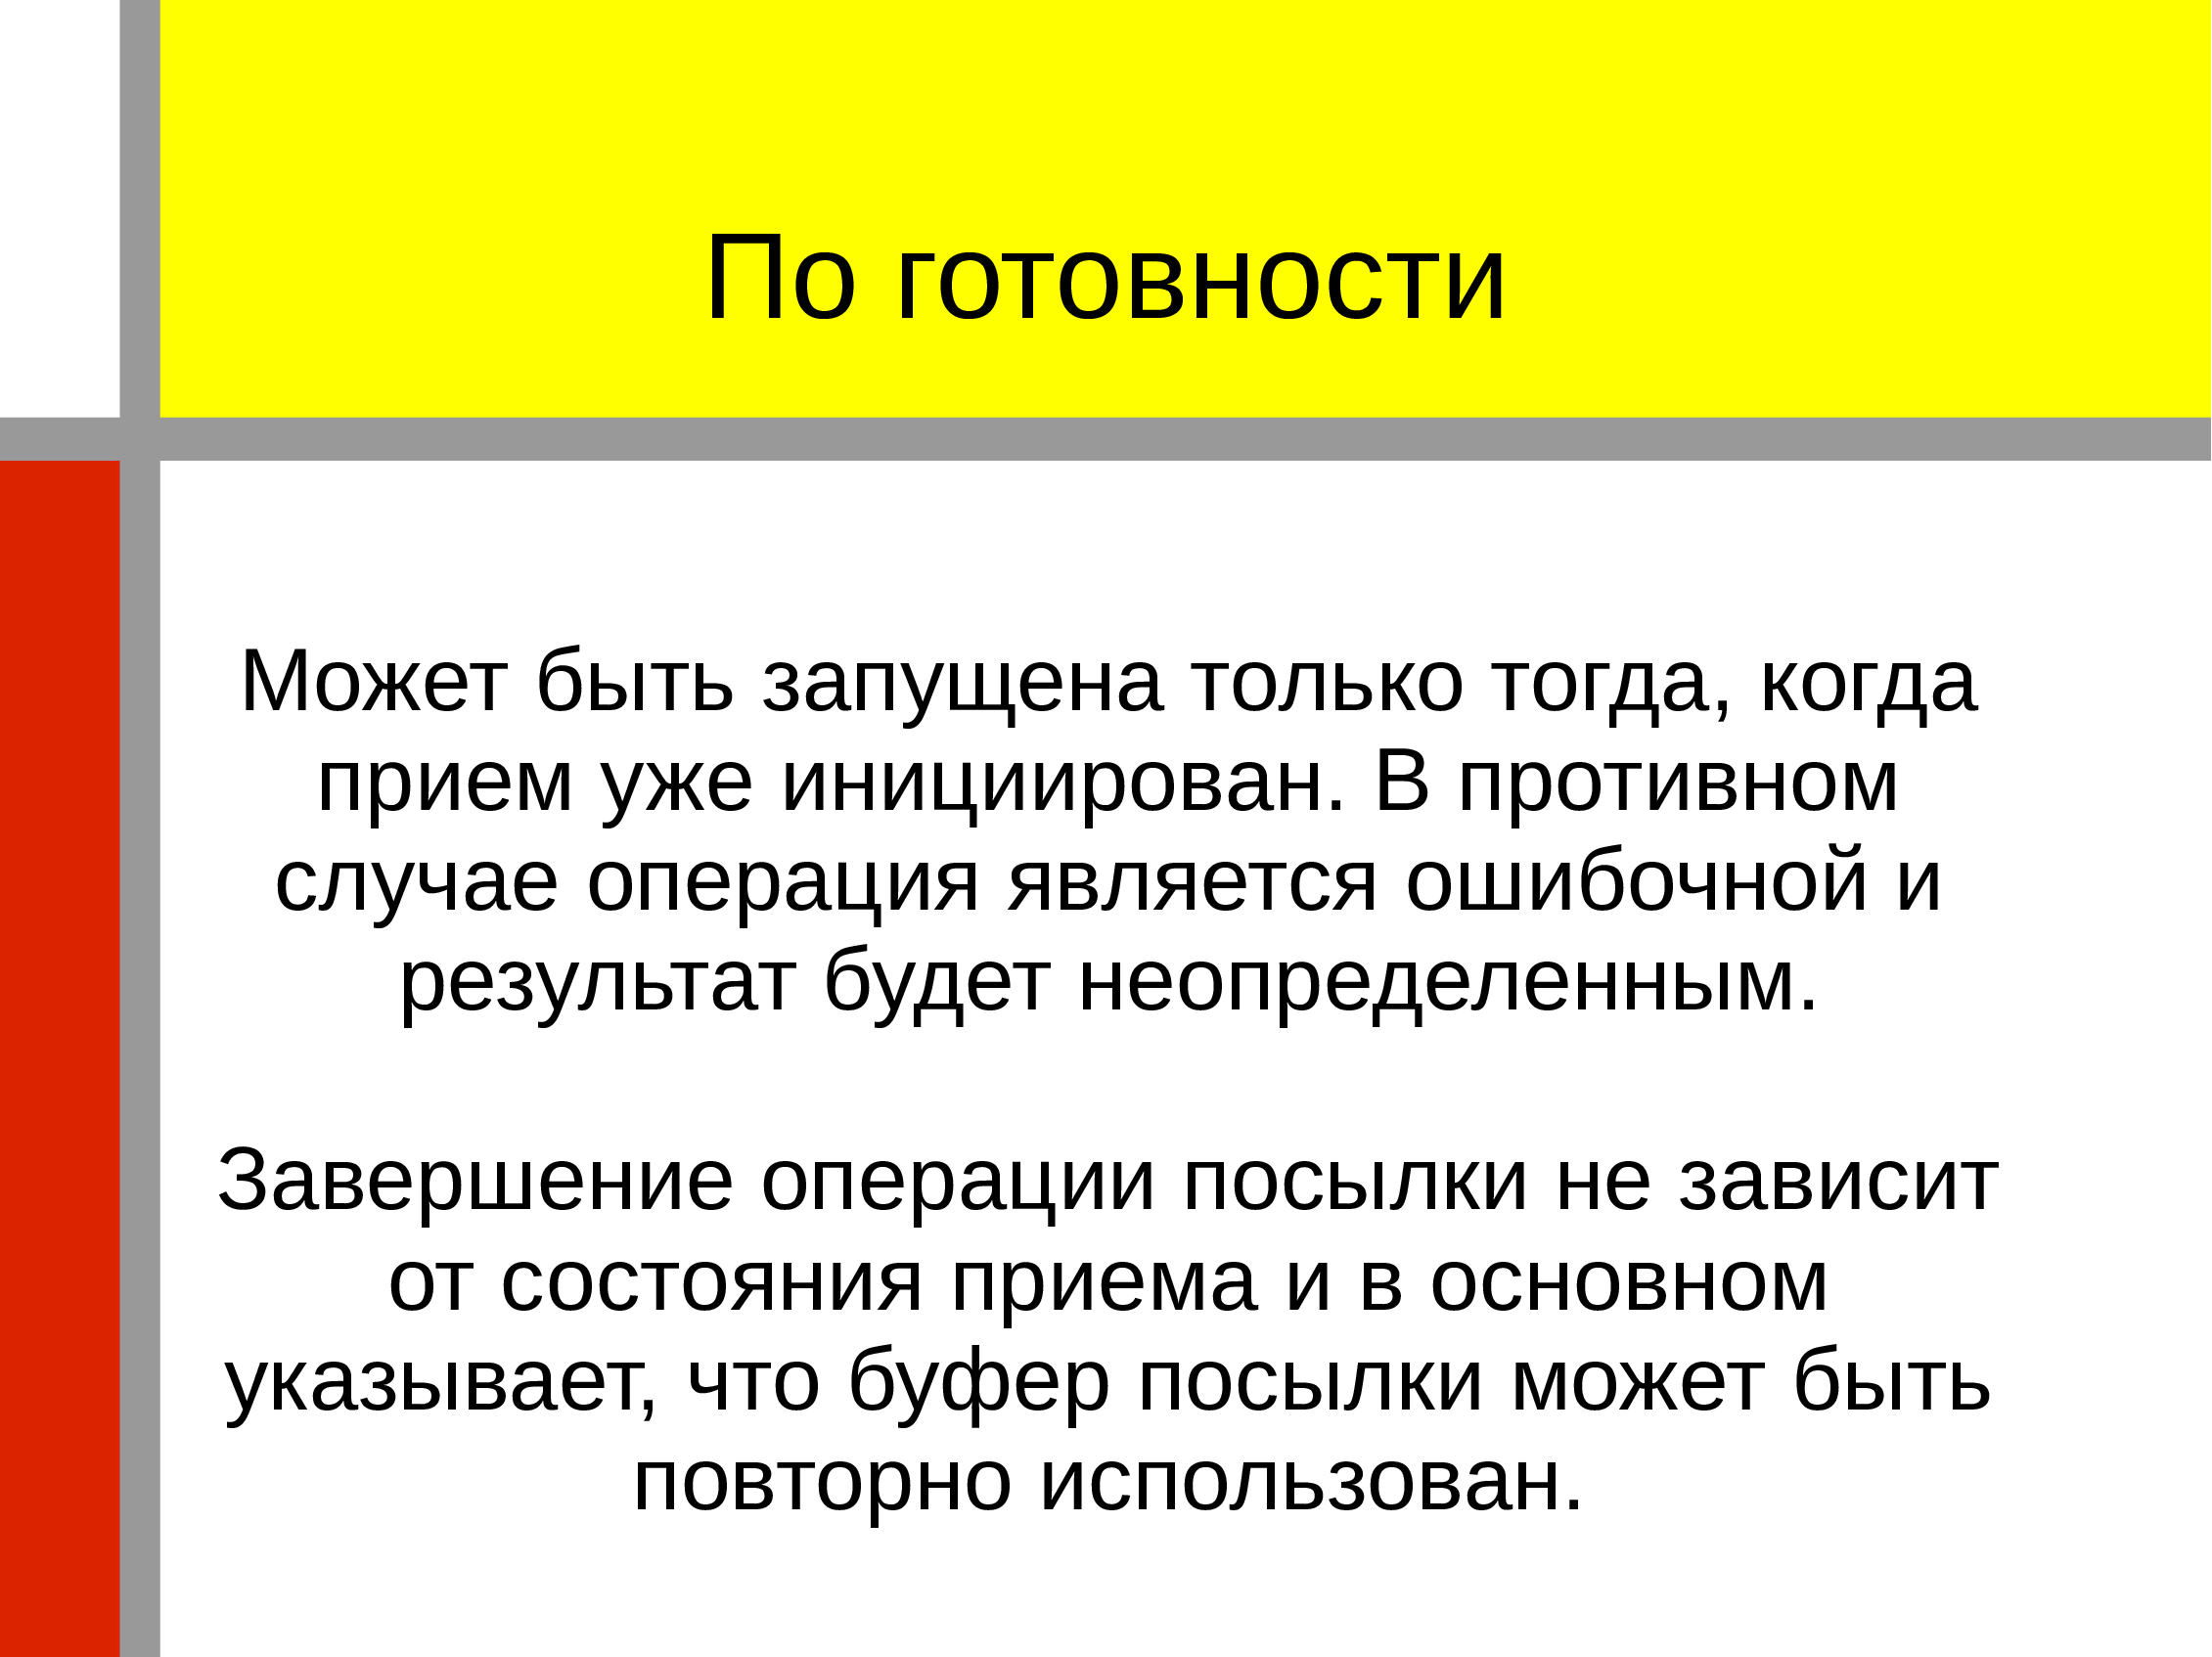 По готовности
Может быть запущена только тогда, когда
прием уже инициирован. В противном
случае операция является ошибочной и
результат будет неопределенным.
Завершение операции посылки не зависит
от состояния приема и в основном
указывает, что буфер посылки может быть
повторно использован.